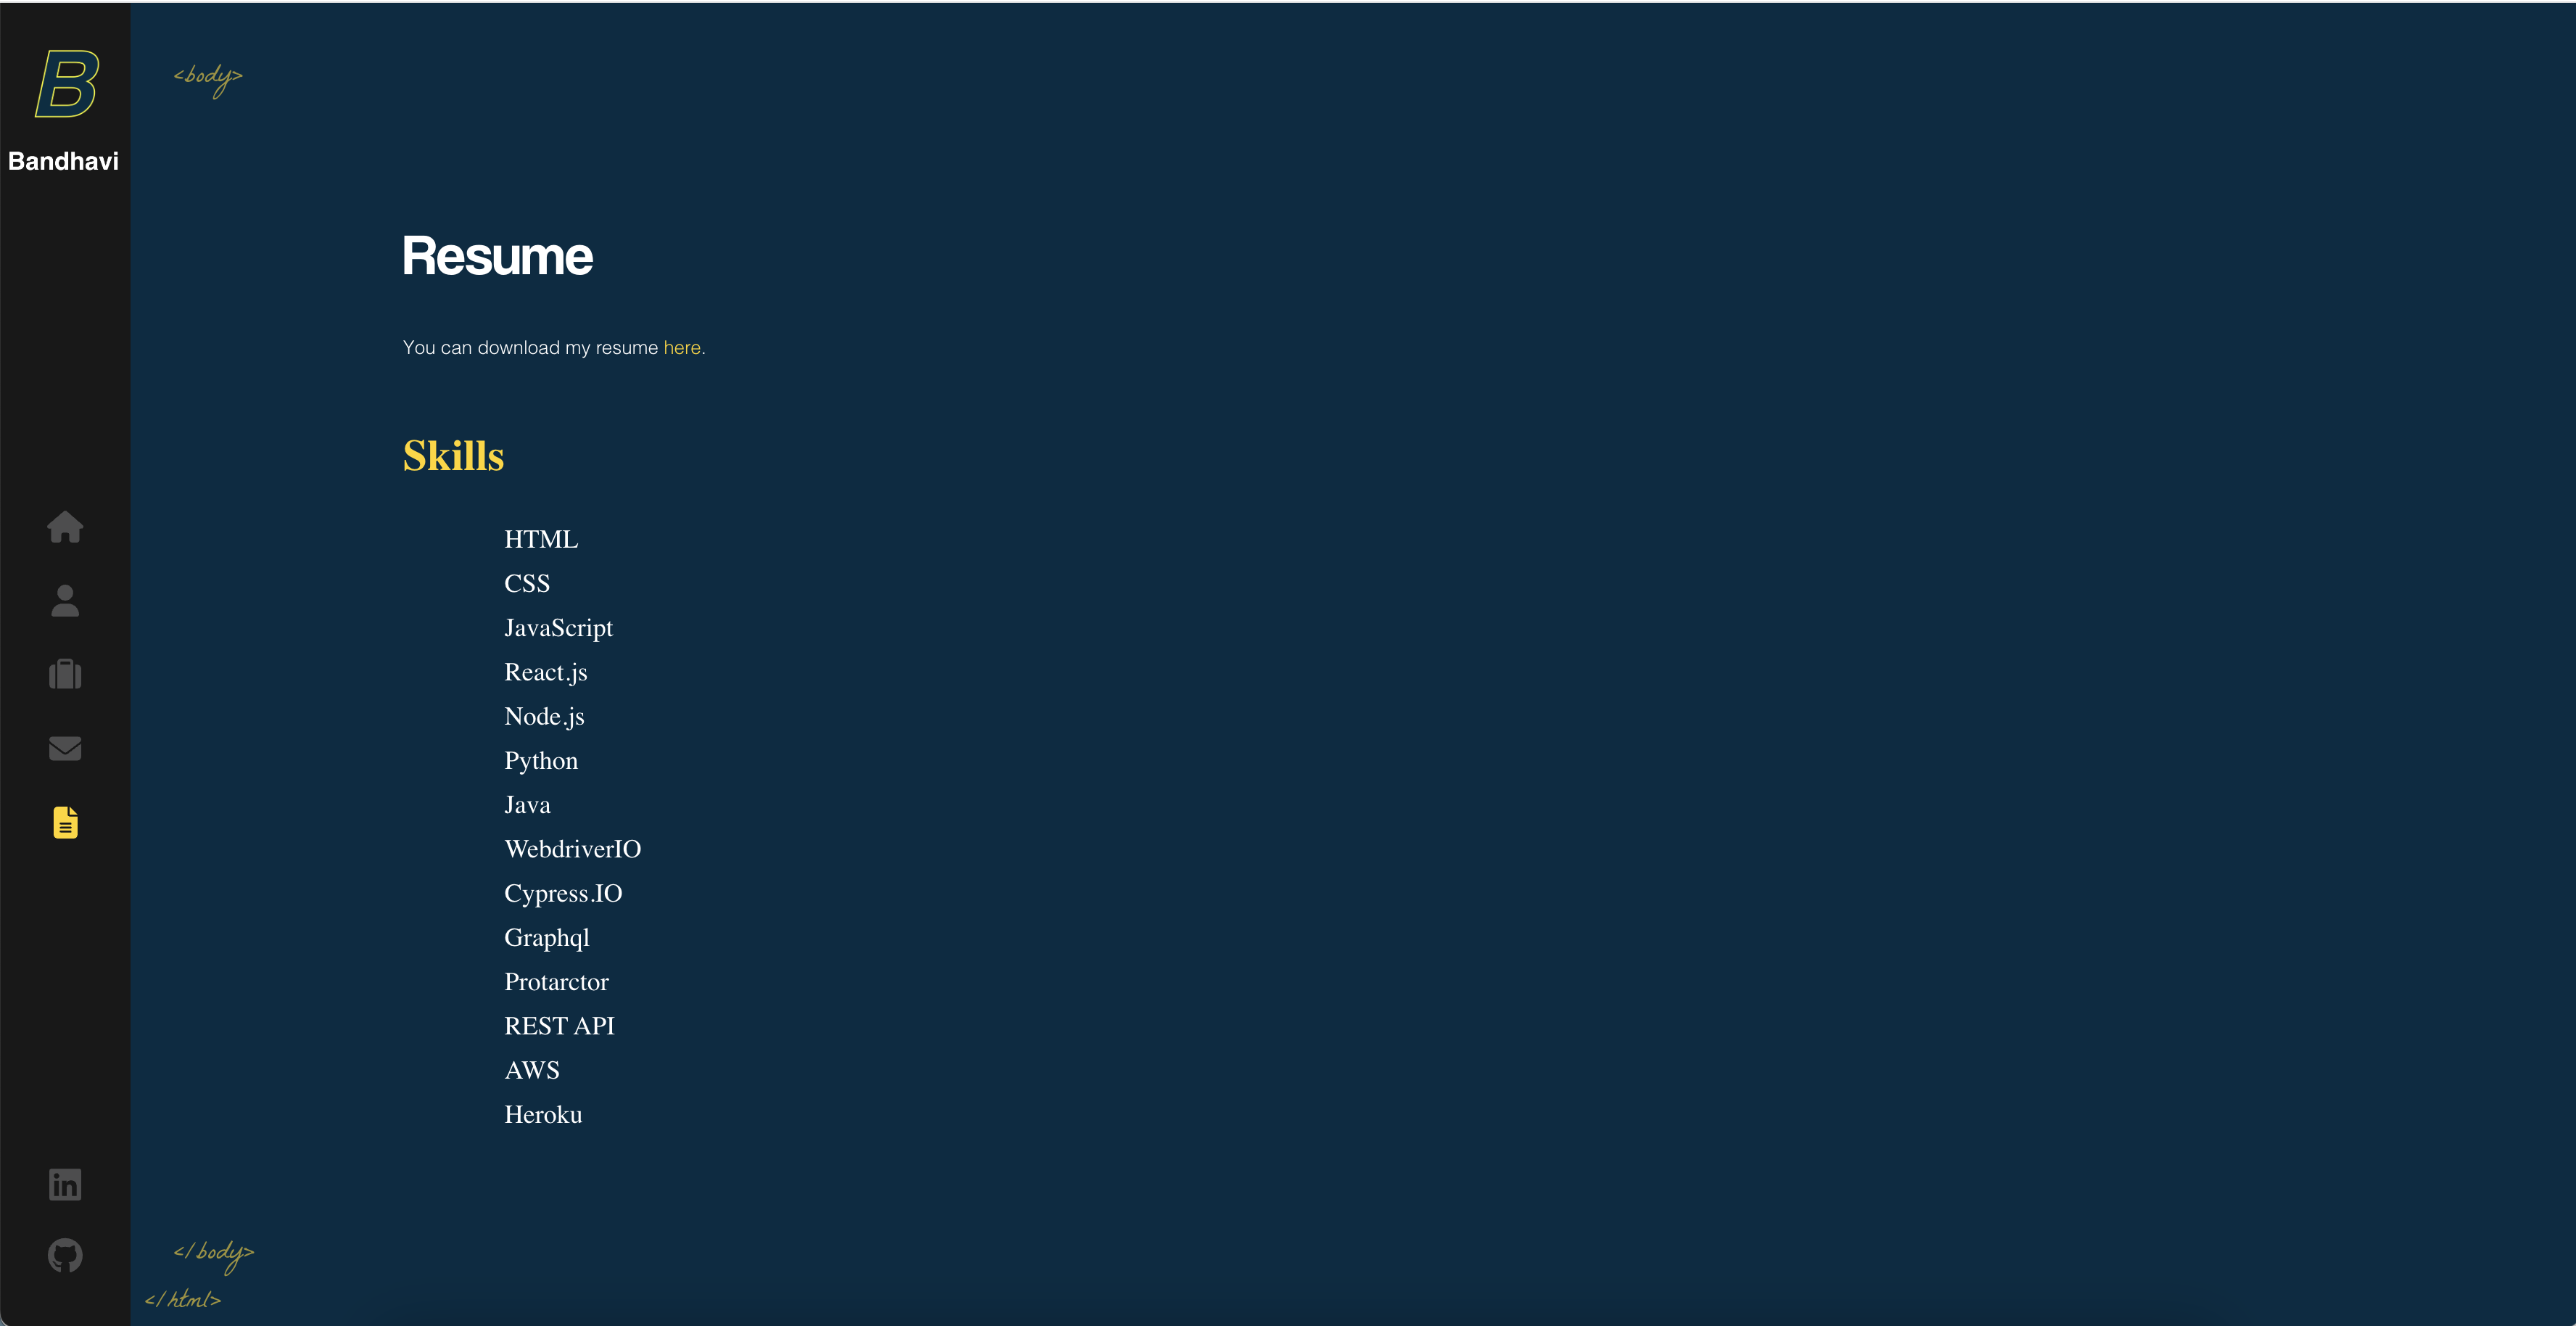 B
Bandhavi
<body>
Resume
You can download my resume here.
Skills
HTML
CSS
JavaScript
React.js
Node.js
Python
Java
WebdriverIO
Cypress.IO
Graphql
Protarctor
REST API
AWS
Heroku
in
</body>
</html>